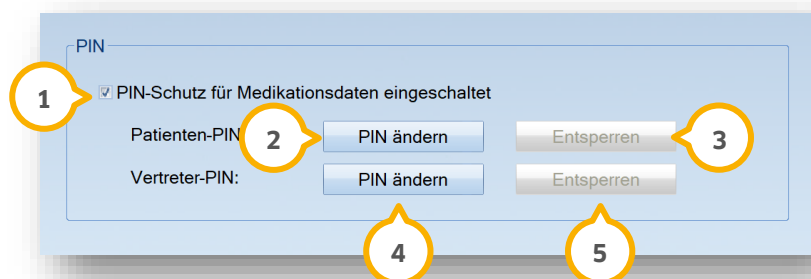 PIN
1 PIN-Schutz für Medikationsdaten eingeschaltet
Patienten-PIN 2 PIN ändern Entsperren 3
Vertreter-PIN: PIN ändern Entsperren
4 5